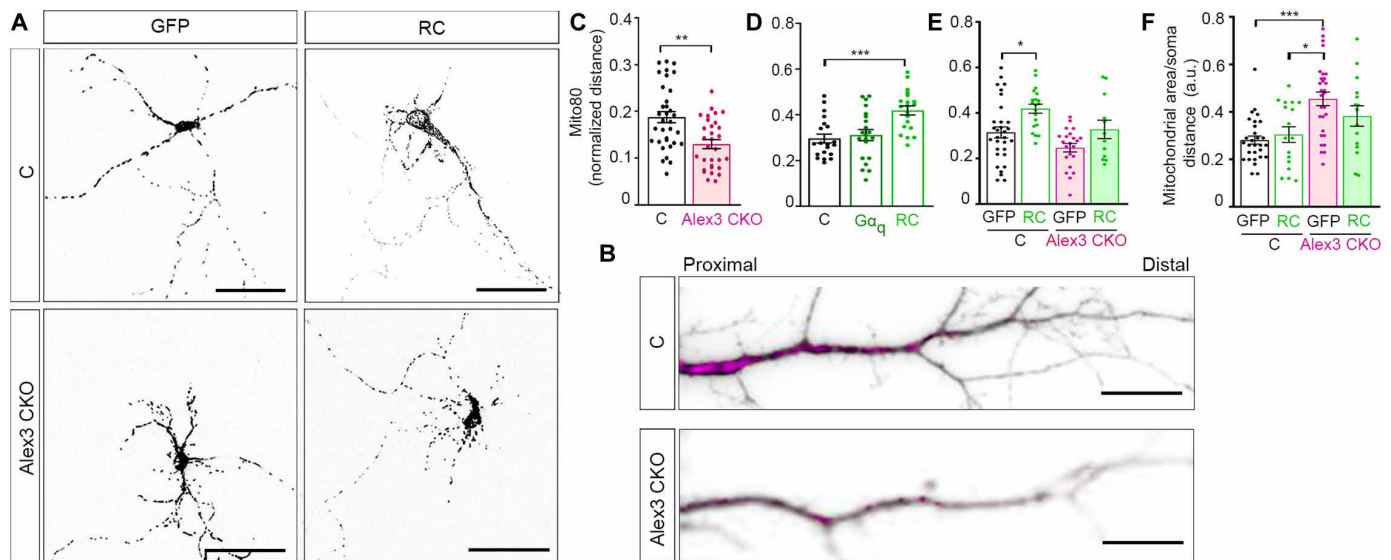 A
GFP
RC
C
Alex3 CKO
C
Mito80
(normalized distance)
0.4
0.3
0.2
0.1
0
**
C
Alex3 CKO
D
0.8
0.6
0.4
0.2
0
***
C
Gαq
RC
E
0.8
0.6
0.4
0.2
0
*
GFP
RC
GFP
RC
C
Alex3 CKO
F
Mitochondrial area/soma
distance (a.u.)
0.8
0.6
0.4
0.2
0
***
*
GFP
RC
GFP
RC
C
Alex3 CKO
B
Proximal
Distal
C
Alex3 CKO